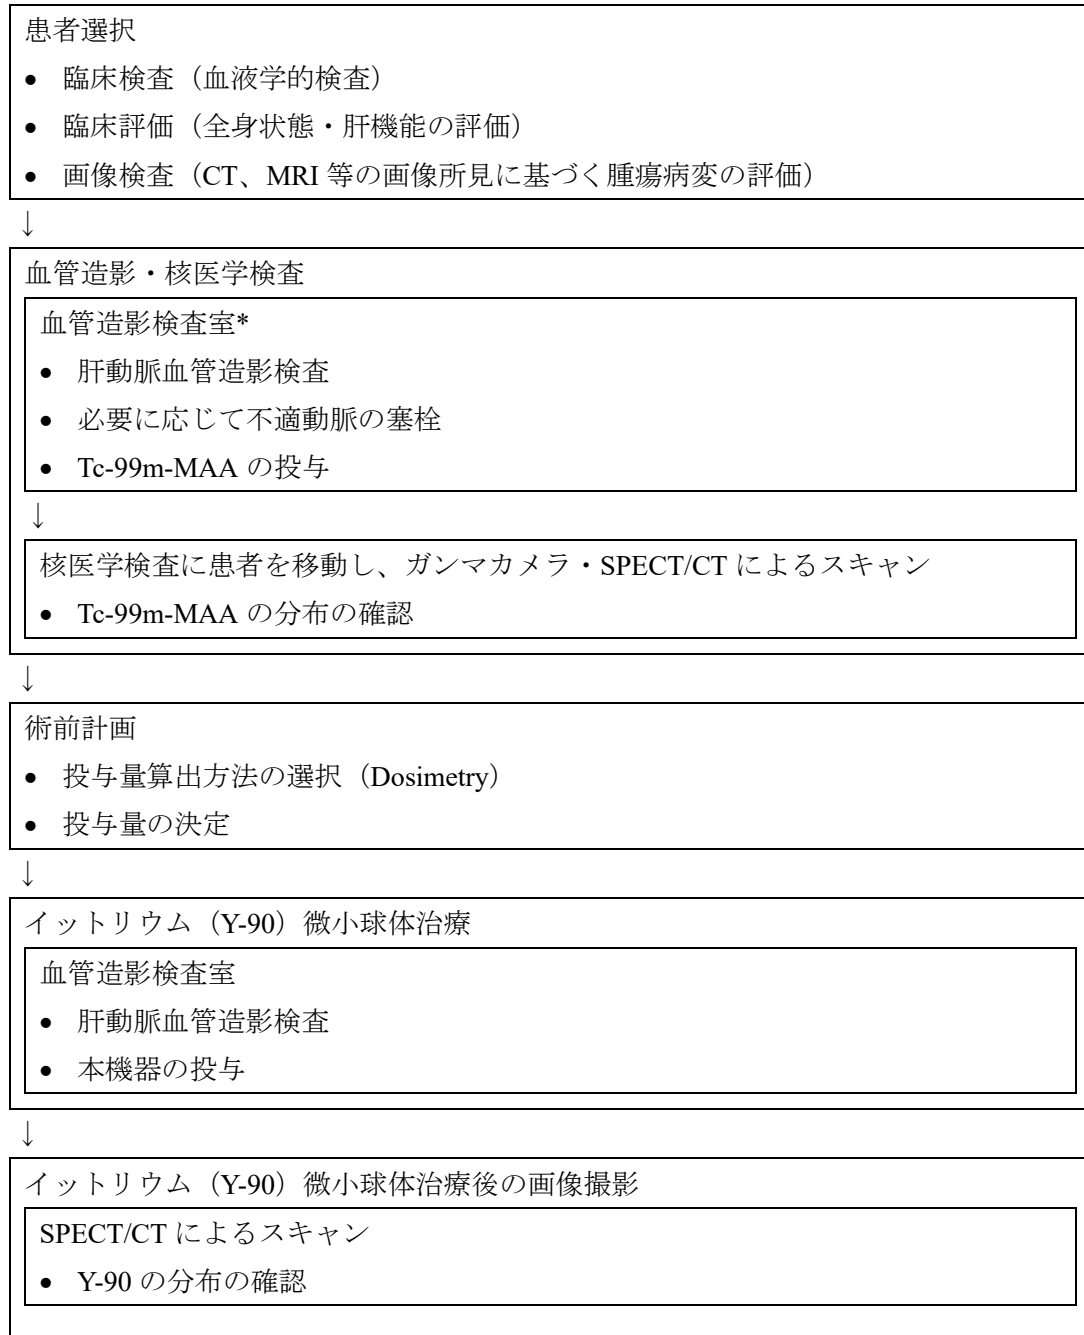 患者選択
• 臨床検査（血液学的検査）
• 臨床評価（全身状態・肝機能の評価）
• 画像検査（CT、MRI 等の画像所見に基づく腫瘍病変の評価）
↓
血管造影・核医学検査
血管造影検査室*
• 肝動脈血管造影検査
• 必要に応じて不適動脈の塞栓
• Tc-99m-MAA の投与
↓
核医学検査に患者を移動し、ガンマカメラ・SPECT/CT によるスキャン
• Tc-99m-MAA の分布の確認
↓
術前計画
• 投与量算出方法の選択（Dosimetry）
• 投与量の決定
↓
イットリウム（Y-90）微小球体治療
血管造影検査室
• 肝動脈血管造影検査
• 本機器の投与
↓
イットリウム（Y-90）微小球体治療後の画像撮影
SPECT/CT によるスキャン
• Y-90 の分布の確認